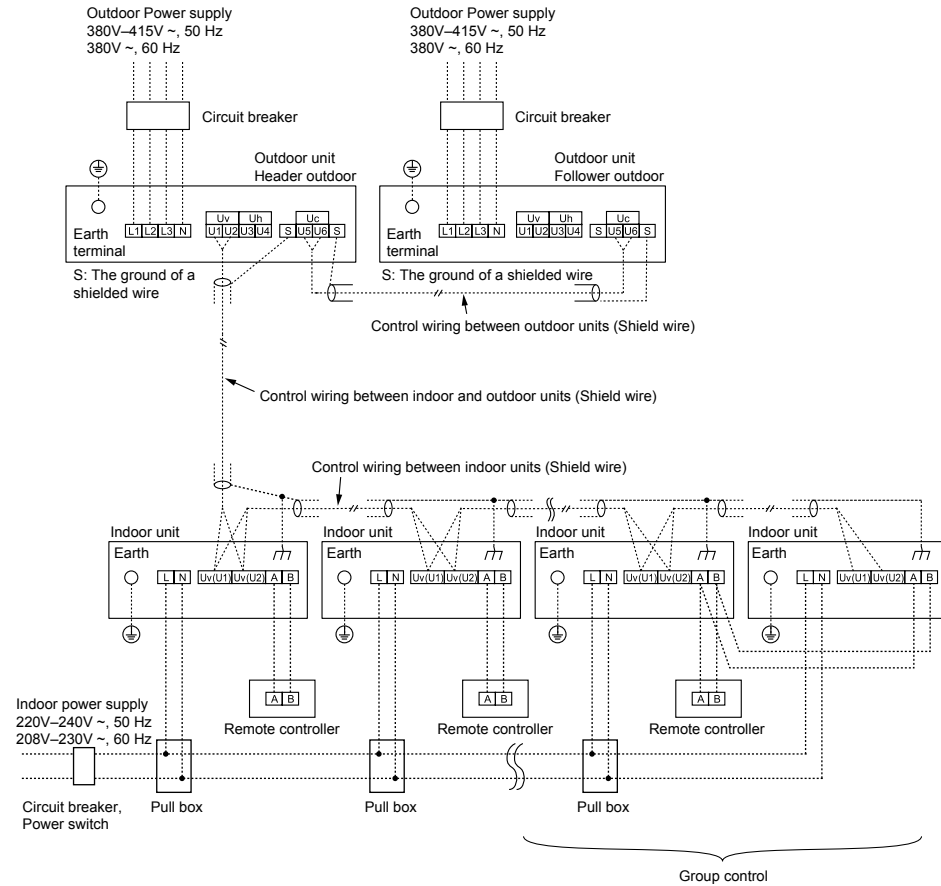 Outdoor Power supply
380V–415V ~, 50 Hz
380V ~, 60 Hz
Outdoor Power supply
380V–415V ~, 50 Hz
380V ~, 60 Hz
Circuit breaker
Circuit breaker
Outdoor unit
Header outdoor
Outdoor unit
Follower outdoor
Earth
terminal
L1 L2 L3 N
Uv Uh
U1 U2 U3 U4
Uc
S U5 U6 S
Earth
terminal
L1 L2 L3 N
Uv Uh
U1 U2 U3 U4
Uc
S U5 U6 S
S: The ground of a
shielded wire
S: The ground of a shielded wire
Control wiring between outdoor units (Shield wire)
Control wiring between indoor and outdoor units (Shield wire)
Control wiring between indoor units (Shield wire)
Indoor unit
Indoor unit
Indoor unit
Indoor unit
Earth
Earth
Earth
Earth
L N Uv(U1) Uv(U2) A B
L N Uv(U1) Uv(U2) A B
L N Uv(U1) Uv(U2) A B
L N Uv(U1) Uv(U2) A B
A B
A B
A B
Remote controller
Remote controller
Remote controller
Indoor power supply
220V–240V ~, 50 Hz
208V–230V ~, 60 Hz
Circuit breaker,
Power switch
Pull box
Pull box
Pull box
Group control